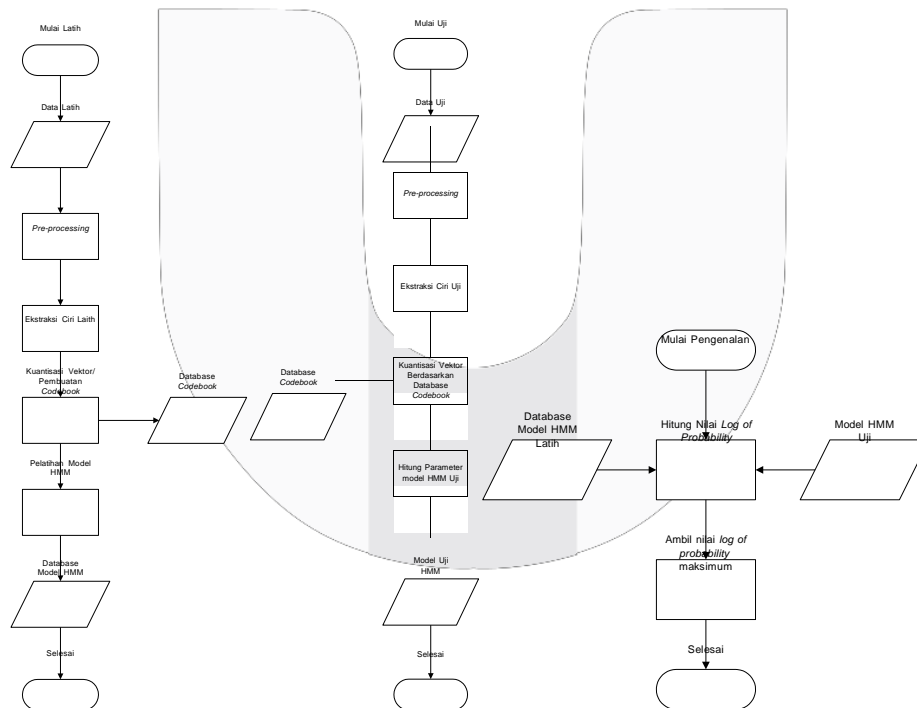 Mulai Latih
Data Latih
Pre-processing
Ekstraksi Ciri Laith
Kuantisasi Vektor/
Pembuatan
Codebook
Database
Codebook
Pelatihan Model
HMM
Database
Model HMM
Selesai
Mulai Uji
Data Uji
Pre-processing
Ekstraksi Ciri Uji
Kuantisasi Vektor
Berdasarkan
Database
Codebook
Database
Codebook
Hitung Parameter
model HMM Uji
Model Uji
HMM
Selesai
Mulai Pengenalan
Hitung Nilai Log of
Probability
Database
Model HMM
Latih
Model HMM
Uji
Ambil nilai log of
probability
maksimum
Selesai